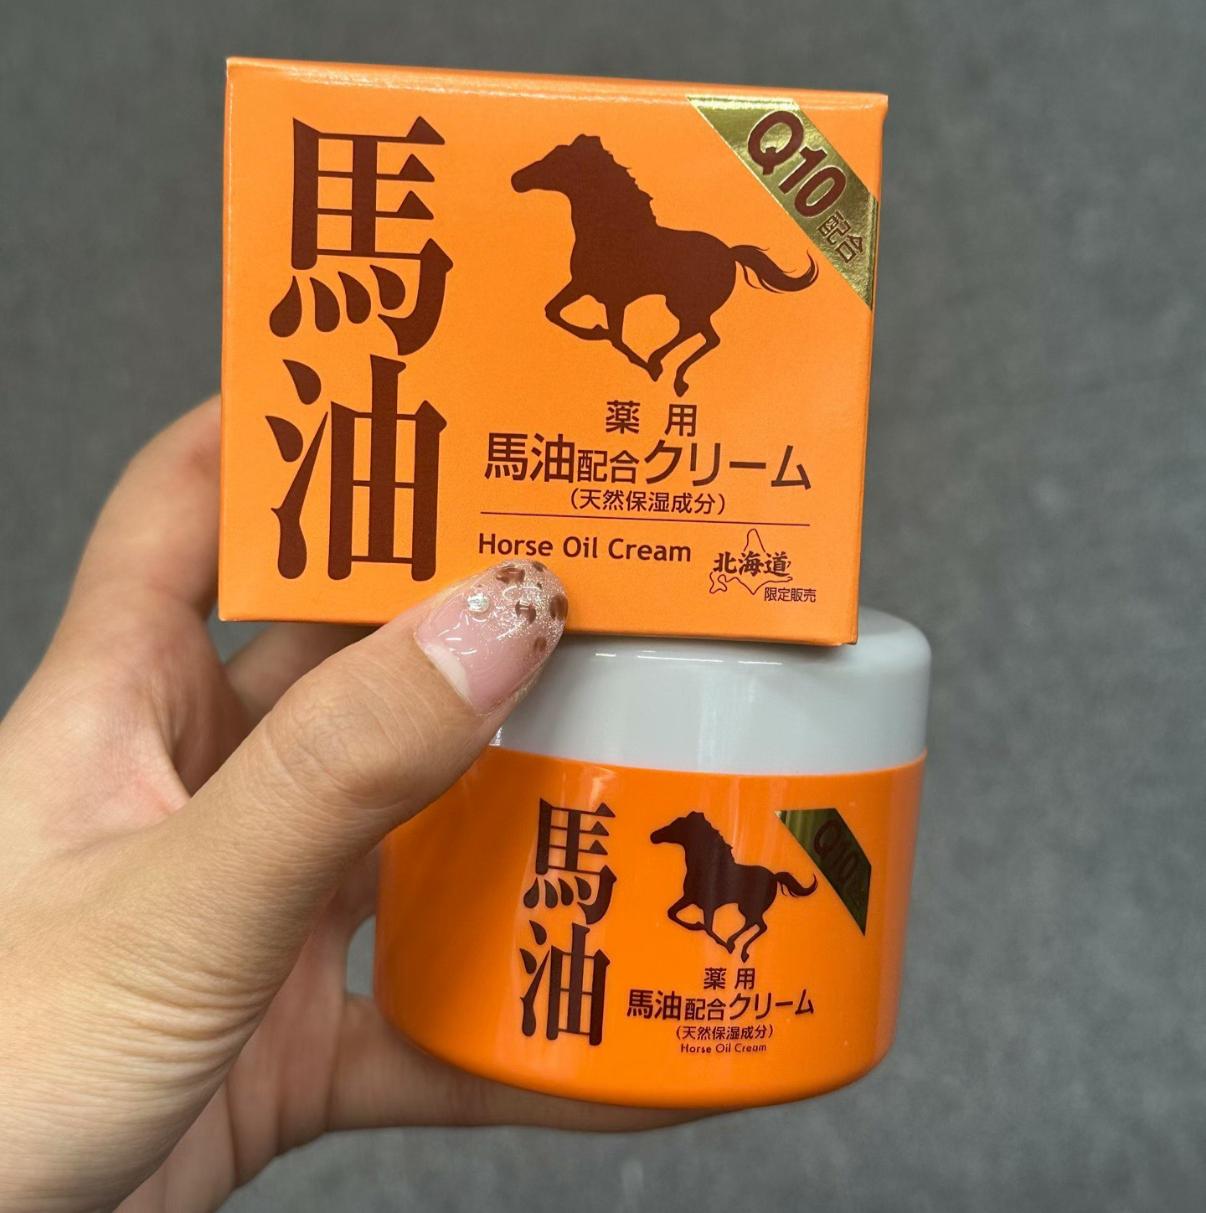 馬油
Q10配合
薬用
馬油配合クリーム
(天然保湿成分)
Horse Oil Cream
北海道
限定販売
馬油
Q10
薬用
馬油配合クリーム
(天然保湿成分)
Horse Oil Cream